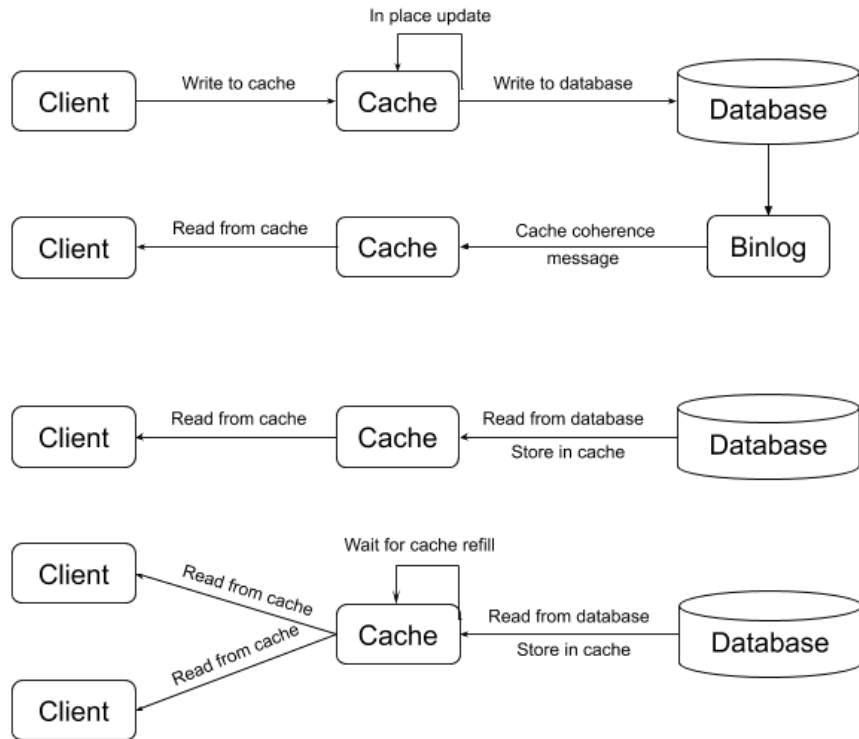 In place update
Client
Write to cache
Cache
Write to database
Database
Client
Read from cache
Cache
Cache coherence
message
Binlog
Client
Read from cache
Cache
Read from database
Store in cache
Database
Client
Read from cache
Wait for cache refill
Cache
Read from database
Store in cache
Database
Read from cache
Client